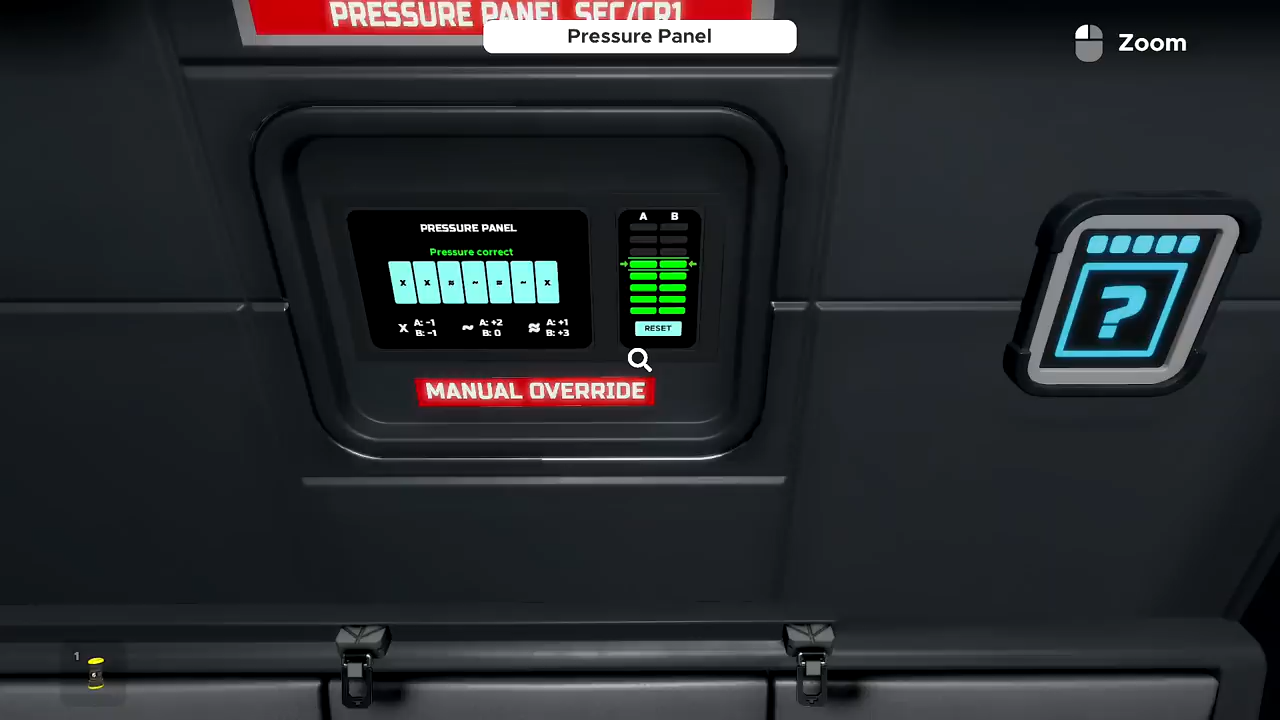 PRESSURE PANEL SEC/CR1
Pressure Panel
Zoom
PRESSURE PANEL
Pressure correct
x x ≈ ~ ≈ ~ x
x A: -1 ~ A: +2 ≈ A: +1
B: -1 B: 0 B: +3
A B
RESET
MANUAL OVERRIDE
?
1
6